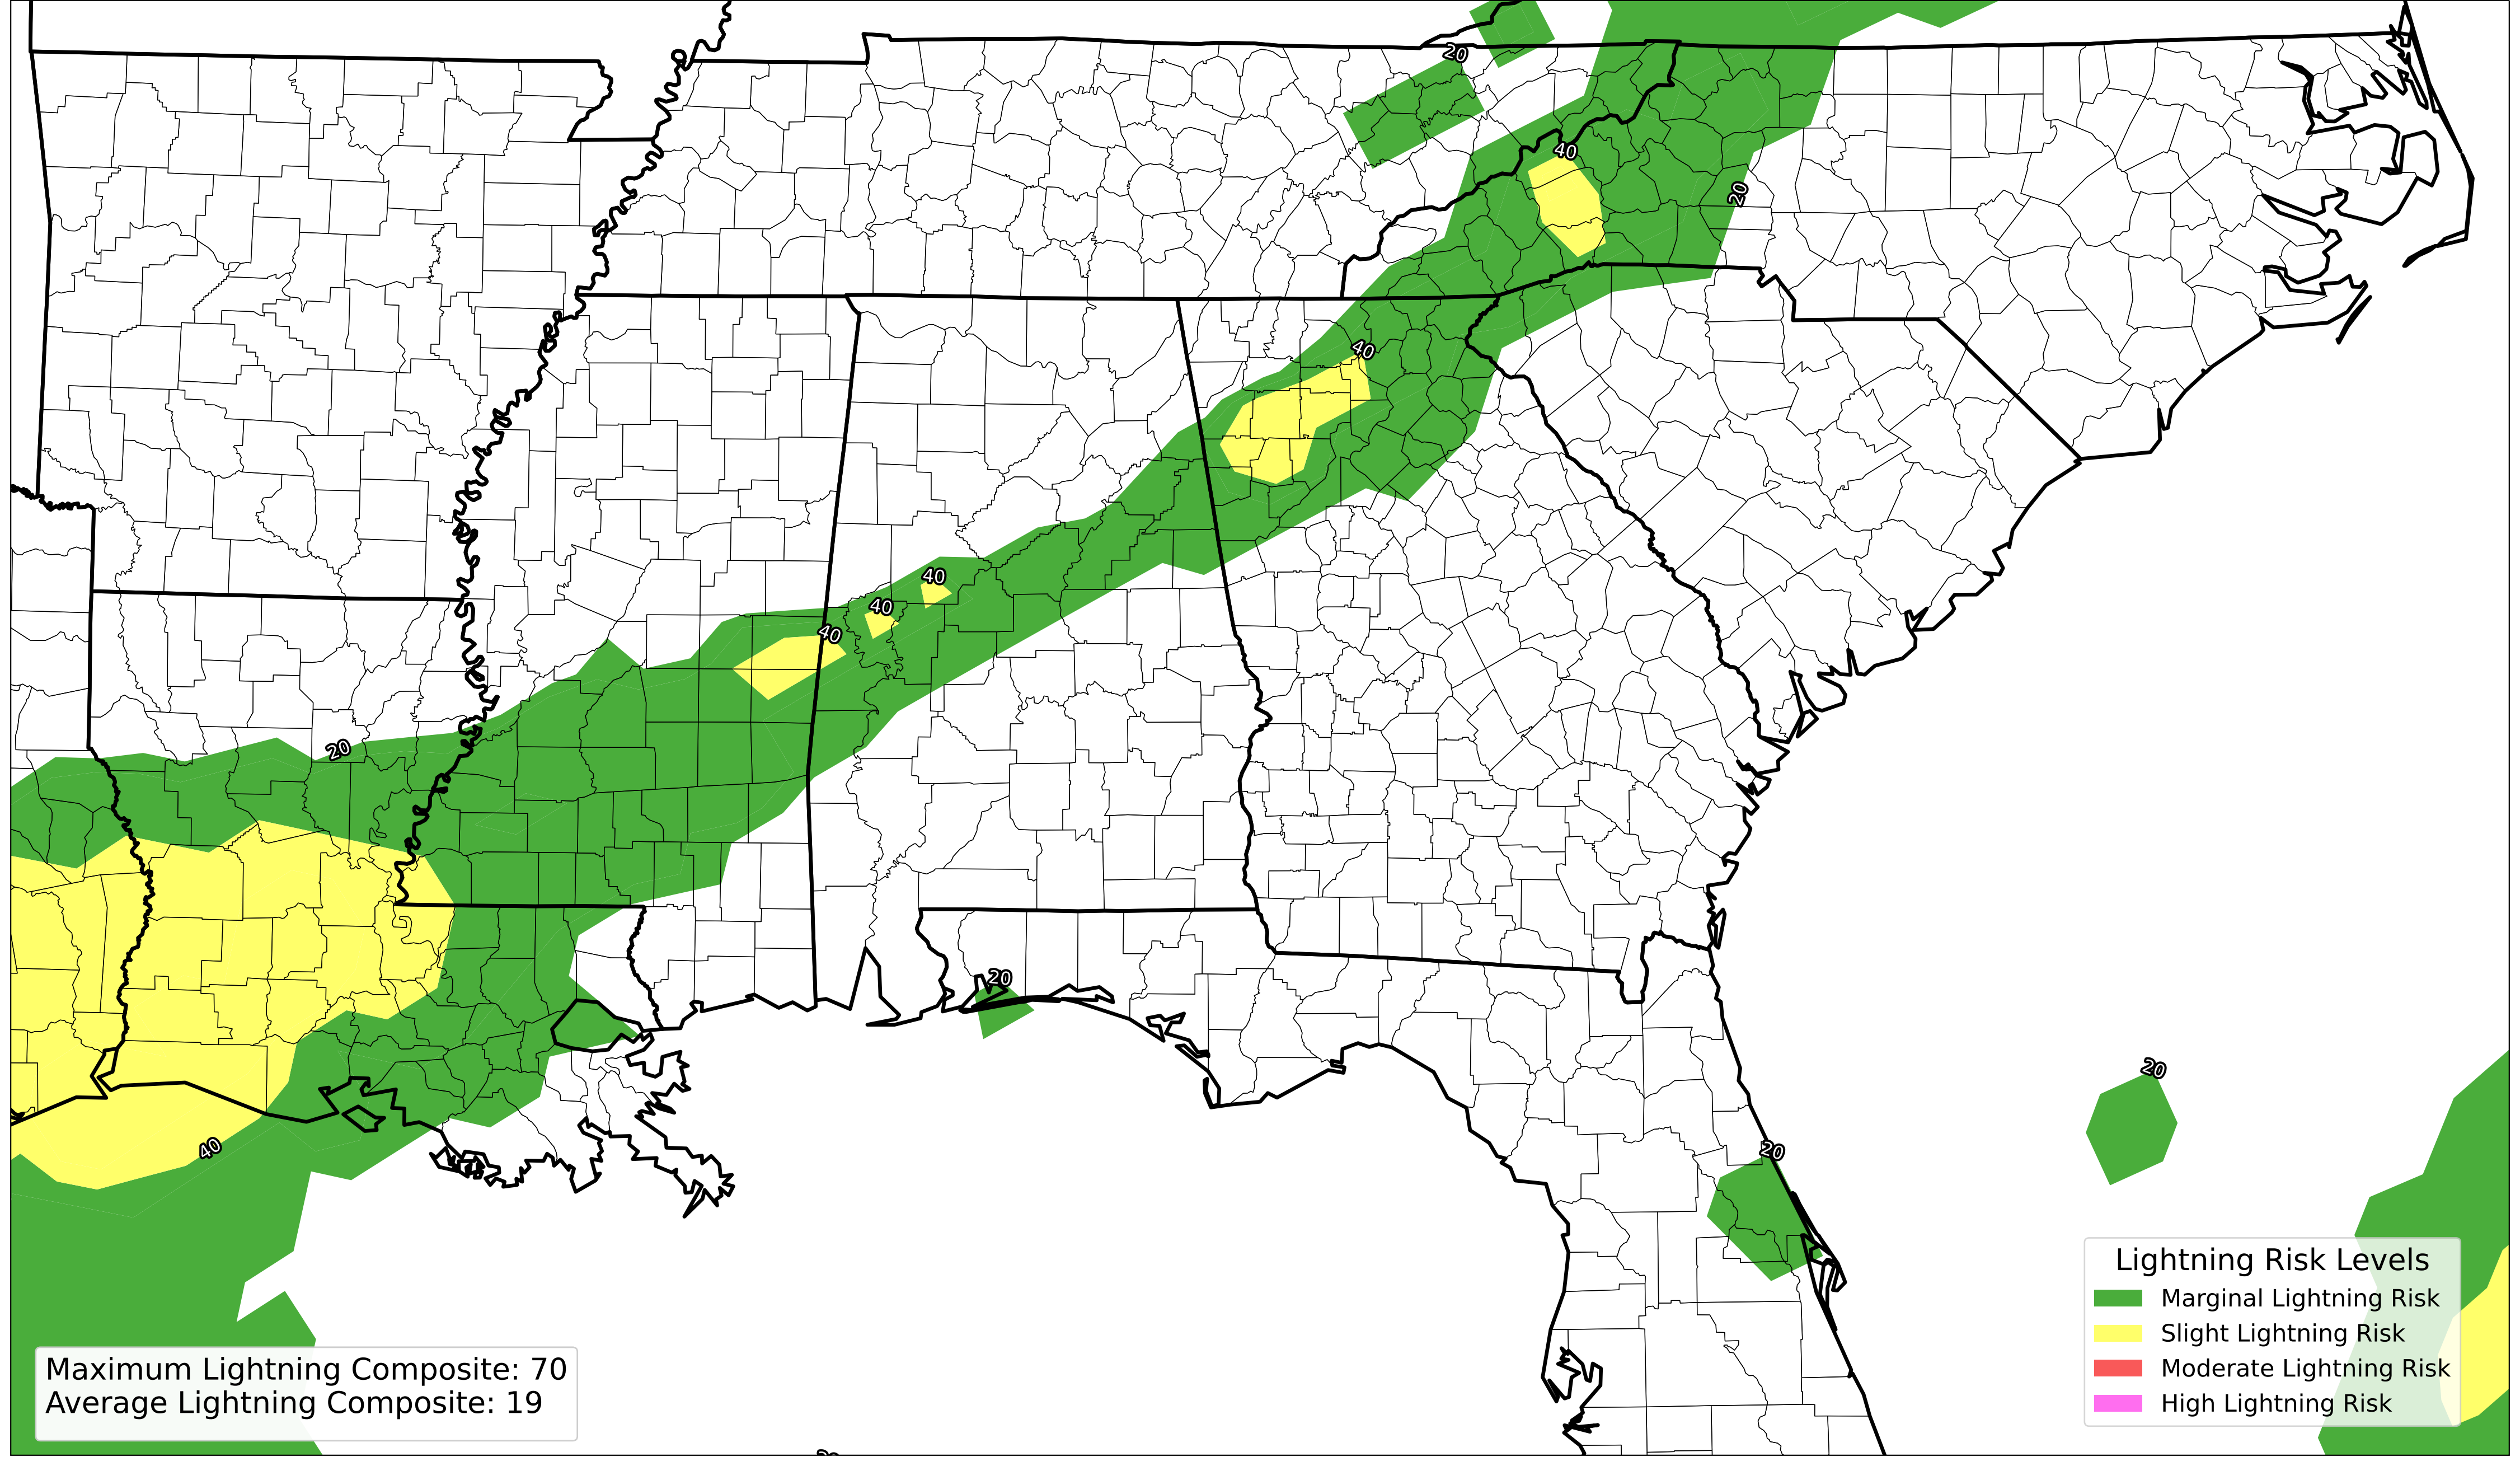 20
40
20
40
40
40
40
20
20
40
20
20
Lightning Risk Levels
Marginal Lightning Risk
Slight Lightning Risk
Moderate Lightning Risk
High Lightning Risk
Maximum Lightning Composite: 70
Average Lightning Composite: 19